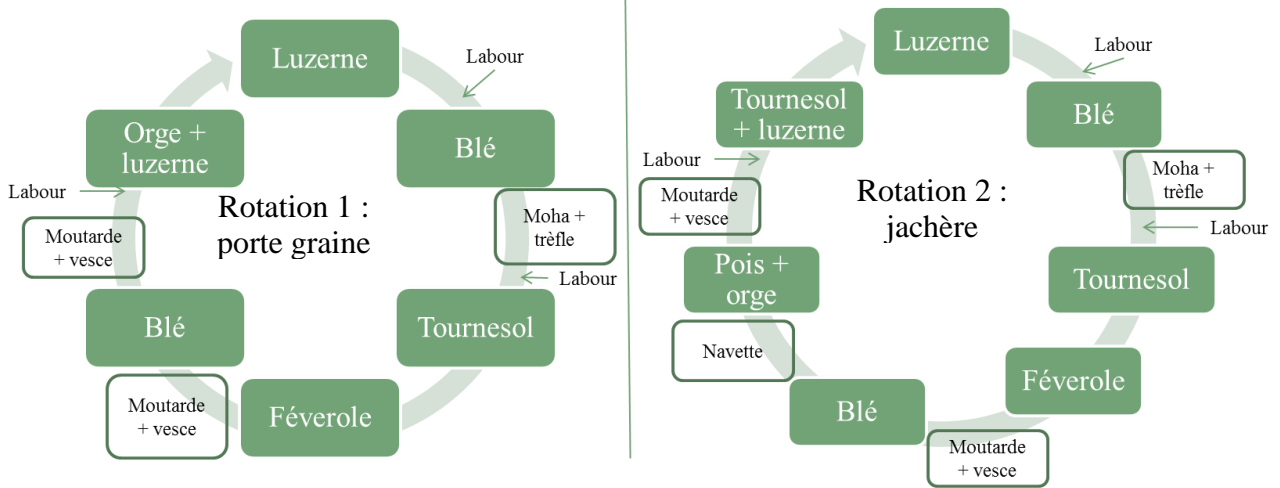 Luzerne
Labour
Blé
Moha +
trèfle
Labour
Tournesol
Féverole
Moutarde
+ vesce
Blé
Moutarde
+ vesce
Labour
Orge +
luzerne
Rotation 1 :
porte graine
Luzerne
Labour
Blé
Moha +
trèfle
Labour
Tournesol
Féverole
Moutarde
+ vesce
Blé
Navette
Pois +
orge
Moutarde
+ vesce
Labour
Tournesol
+ luzerne
Rotation 2 :
jachère